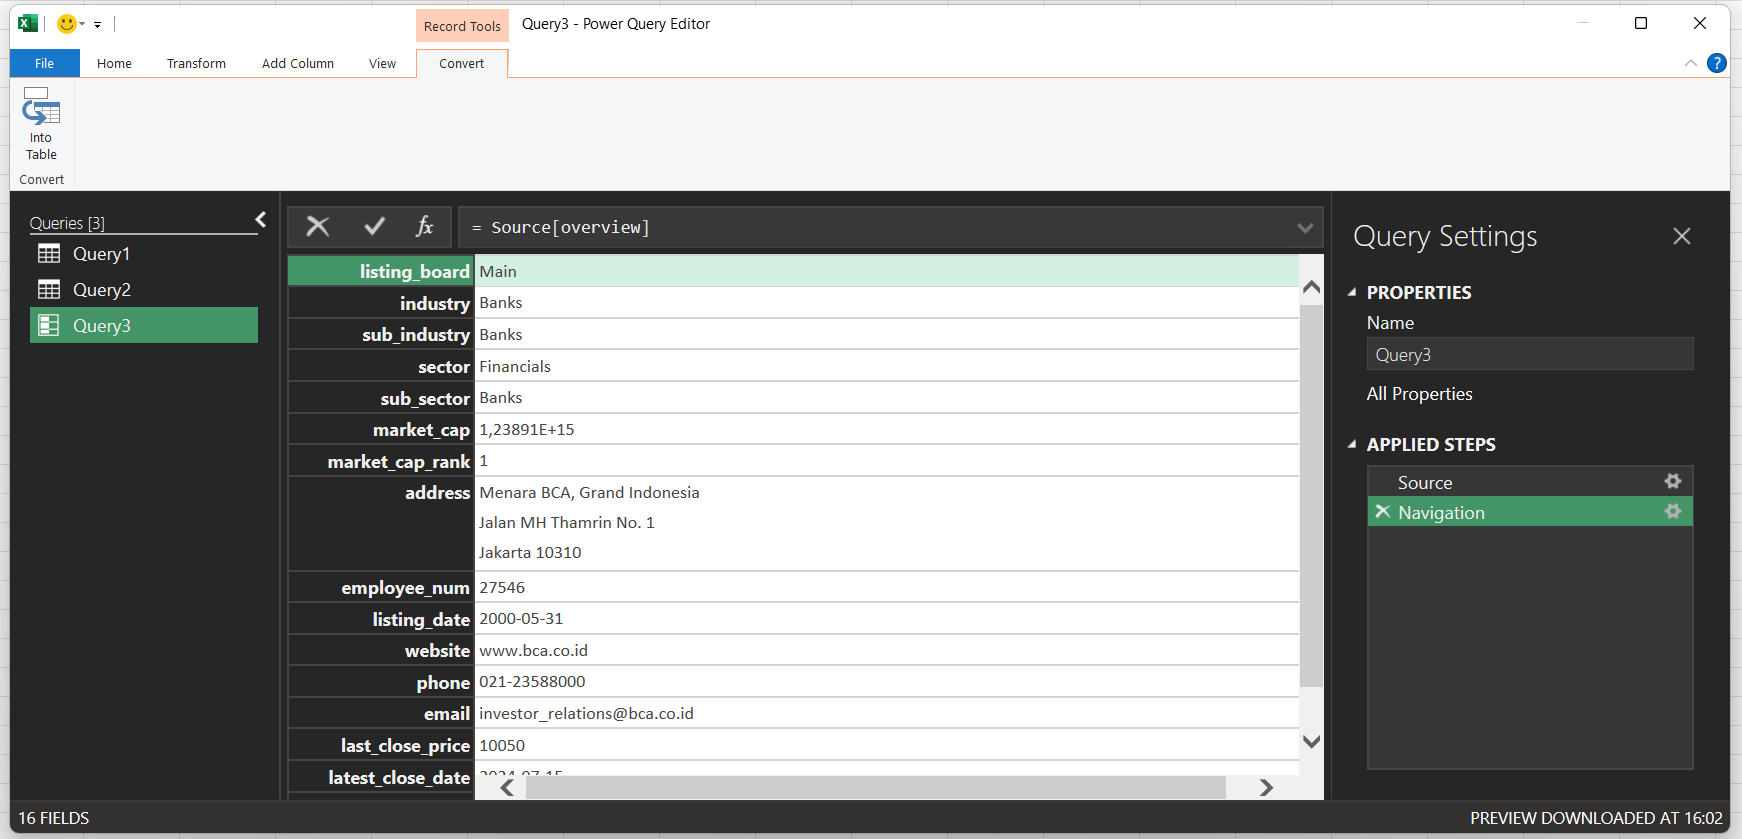 Record Tools
Query3 - Power Query Editor
File
Home
Transform
Add Column
View
Convert
?
Into
Table
Convert
Queries [3]
Query1
Query2
Query3
fx
= Source[overview]
listing_board Main
industry Banks
sub_industry Banks
sector Financials
sub_sector Banks
market_cap 1,23891E+15
market_cap_rank 1
address Menara BCA, Grand Indonesia
Jalan MH Thamrin No. 1
Jakarta 10310
employee_num 27546
listing_date 2000-05-31
website www.bca.co.id
phone 021-23588000
email investor_relations@bca.co.id
last_close_price 10050
latest_close_date 2024-07-15
Query Settings
PROPERTIES
Name
Query3
All Properties
APPLIED STEPS
Source
Navigation
16 FIELDS
PREVIEW DOWNLOADED AT 16:02